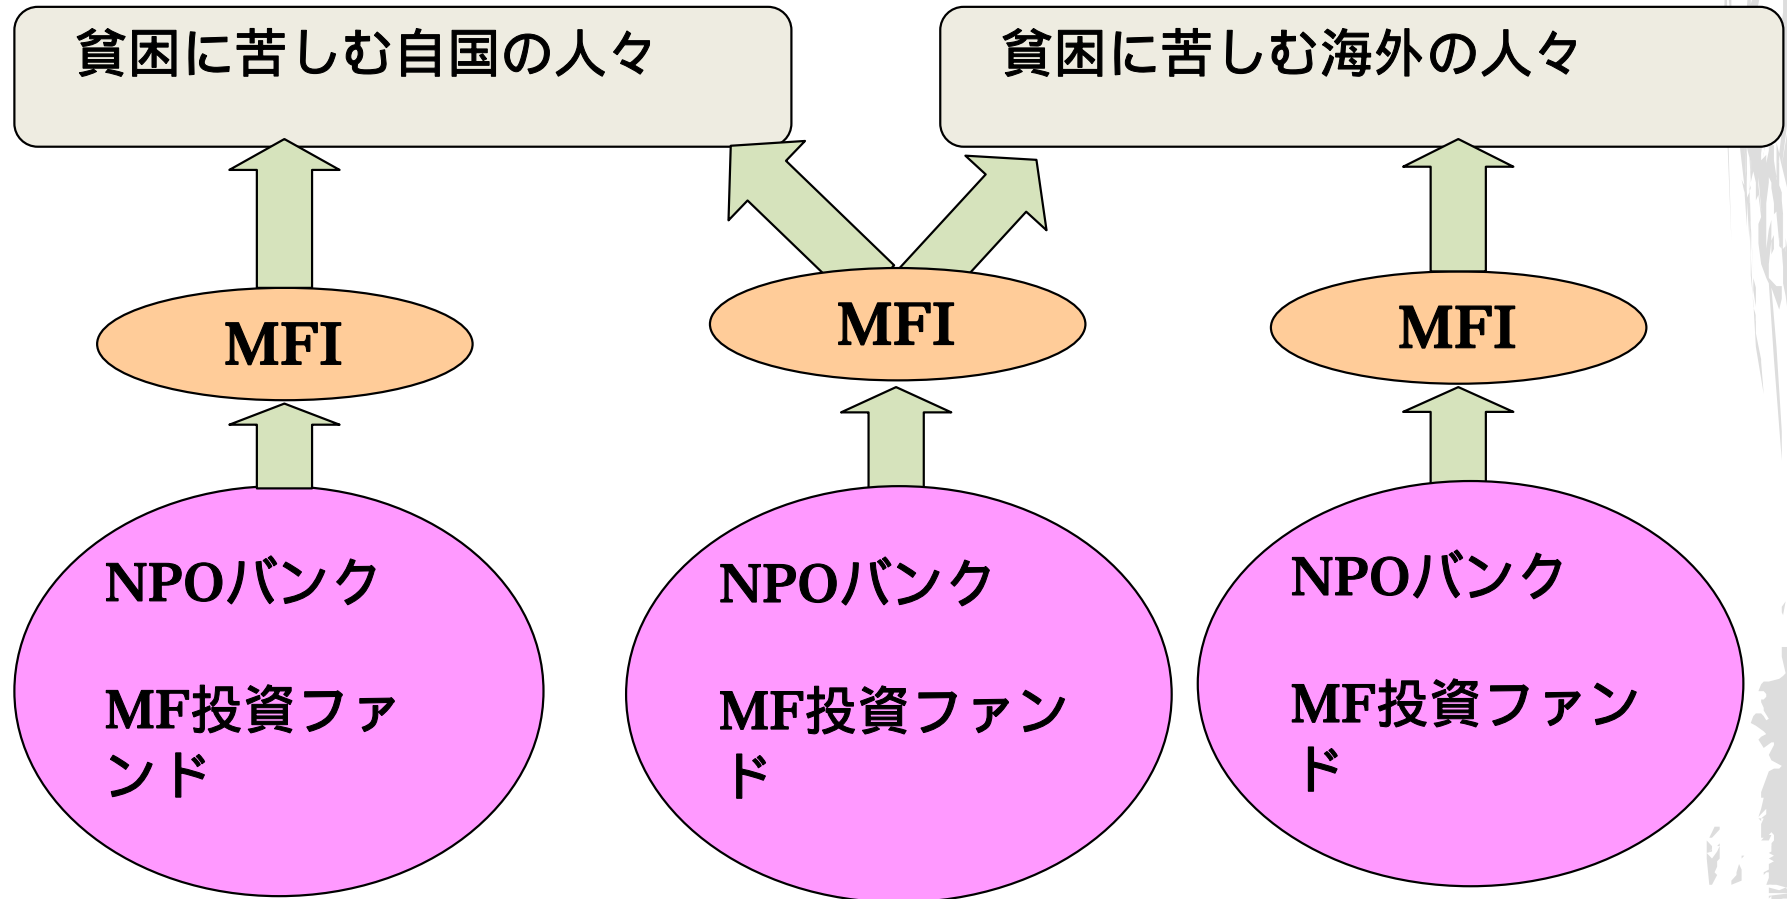 貧困に苦しむ自国の人々
貧困に苦しむ海外の人々
MFI
MFI
MFI
NPOバンク
MF投資ファ
ンド
NPOバンク
MF投資ファン
ド
NPOバンク
MF投資ファン
ド